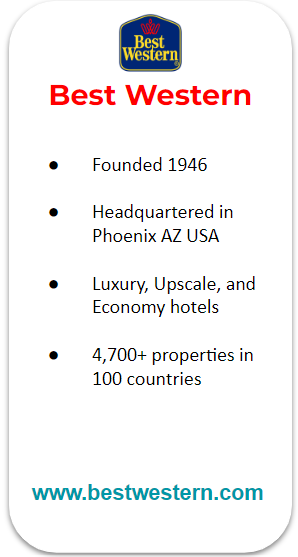 Best
Western
Best Western
● Founded 1946
● Headquartered in
Phoenix AZ USA
● Luxury, Upscale, and
Economy hotels
● 4,700+ properties in
100 countries
www.bestwestern.com